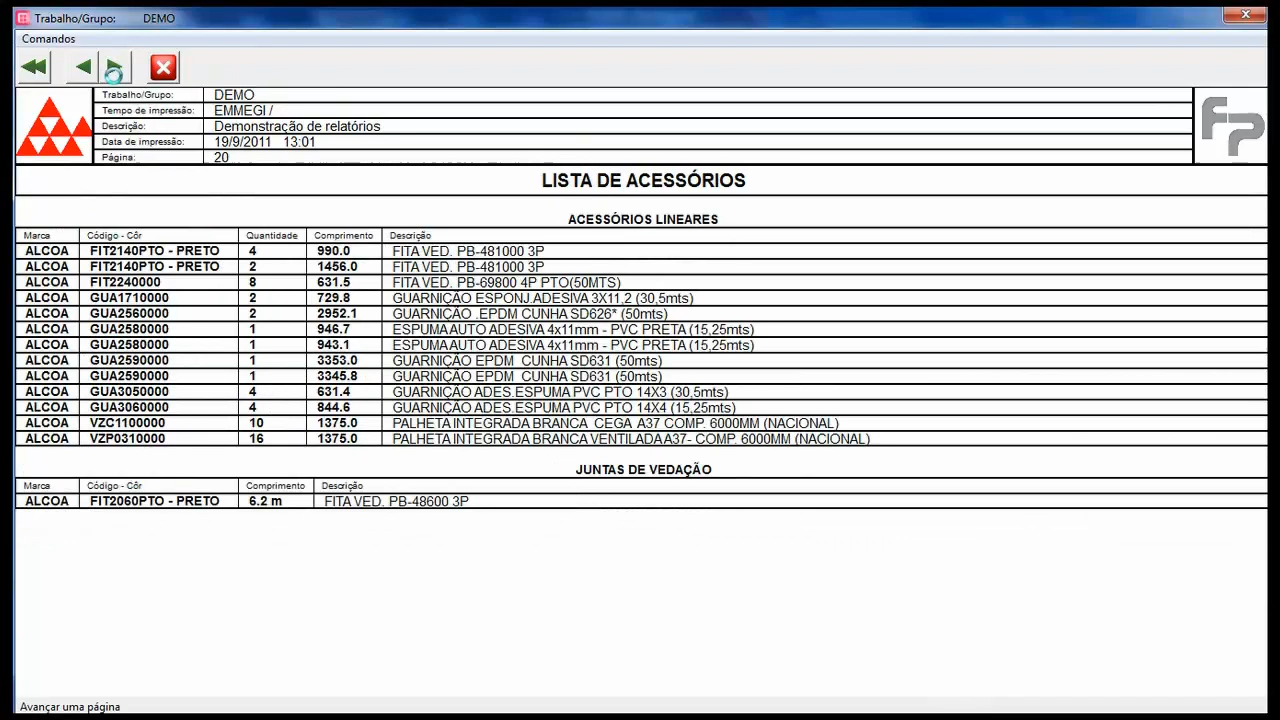 Trabalho/Grupo: DEMO
Comandos
Trabalho/Grupo: DEMO
Tempo de impressão: EMMEGI /
Descrição: Demonstração de relatórios
Data de impressão: 19/9/2011 13:01
Página: 20
FP
LISTA DE ACESSÓRIOS
ACESSÓRIOS LINEARES
Marca Código - Côr Quantidade Comprimento Descrição
ALCOA FIT2140PTO - PRETO 4 990.0 FITA VED. PB-481000 3P
ALCOA FIT2140PTO - PRETO 2 1456.0 FITA VED. PB-481000 3P
ALCOA FIT2240000 8 631.5 FITA VED. PB-69800 4P PTO(50MTS)
ALCOA GUA1710000 2 729.8 GUARNIÇÃO ESPONJ.ADESIVA 3X11,2 (30,5mts)
ALCOA GUA2560000 2 2952.1 GUARNIÇÃO .EPDM CUNHA SD626* (50mts)
ALCOA GUA2580000 1 946.7 ESPUMA AUTO ADESIVA 4x11mm - PVC PRETA (15,25mts)
ALCOA GUA2580000 1 943.1 ESPUMA AUTO ADESIVA 4x11mm - PVC PRETA (15,25mts)
ALCOA GUA2590000 1 3353.0 GUARNIÇÃO EPDM CUNHA SD631 (50mts)
ALCOA GUA2590000 1 3345.8 GUARNIÇÃO EPDM CUNHA SD631 (50mts)
ALCOA GUA3050000 4 631.4 GUARNIÇÃO ADES.ESPUMA PVC PTO 14X3 (30,5mts)
ALCOA GUA3060000 4 844.6 GUARNIÇÃO ADES.ESPUMA PVC PTO 14X4 (15,25mts)
ALCOA VZC1100000 10 1375.0 PALHETA INTEGRADA BRANCA CEGA A37 COMP. 6000MM (NACIONAL)
ALCOA VZP0310000 16 1375.0 PALHETA INTEGRADA BRANCA VENTILADA A37- COMP. 6000MM (NACIONAL)
JUNTAS DE VEDAÇÃO
Marca Código - Côr Comprimento Descrição
ALCOA FIT2060PTO - PRETO 6.2 m FITA VED. PB-48600 3P
Avançar uma página